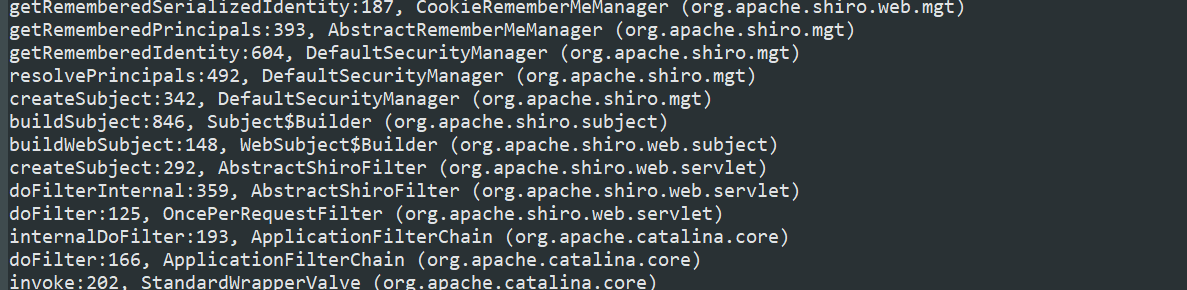 getRememberedSerializedIdentity:187, CookieRememberMeManager (org.apache.shiro.web.mgt)
getRememberedPrincipals:393, AbstractRememberMeManager (org.apache.shiro.mgt)
getRememberedIdentity:604, DefaultSecurityManager (org.apache.shiro.mgt)
resolvePrincipals:492, DefaultSecurityManager (org.apache.shiro.mgt)
createSubject:342, DefaultSecurityManager (org.apache.shiro.mgt)
buildSubject:846, Subject$Builder (org.apache.shiro.subject)
buildWebSubject:148, WebSubject$Builder (org.apache.shiro.web.subject)
createSubject:292, AbstractShiroFilter (org.apache.shiro.web.servlet)
doFilterInternal:359, AbstractShiroFilter (org.apache.shiro.web.servlet)
doFilter:125, OncePerRequestFilter (org.apache.shiro.web.servlet)
internalDoFilter:193, ApplicationFilterChain (org.apache.catalina.core)
doFilter:166, ApplicationFilterChain (org.apache.catalina.core)
invoke:202, StandardWrapperValve (org.apache.catalina.core)